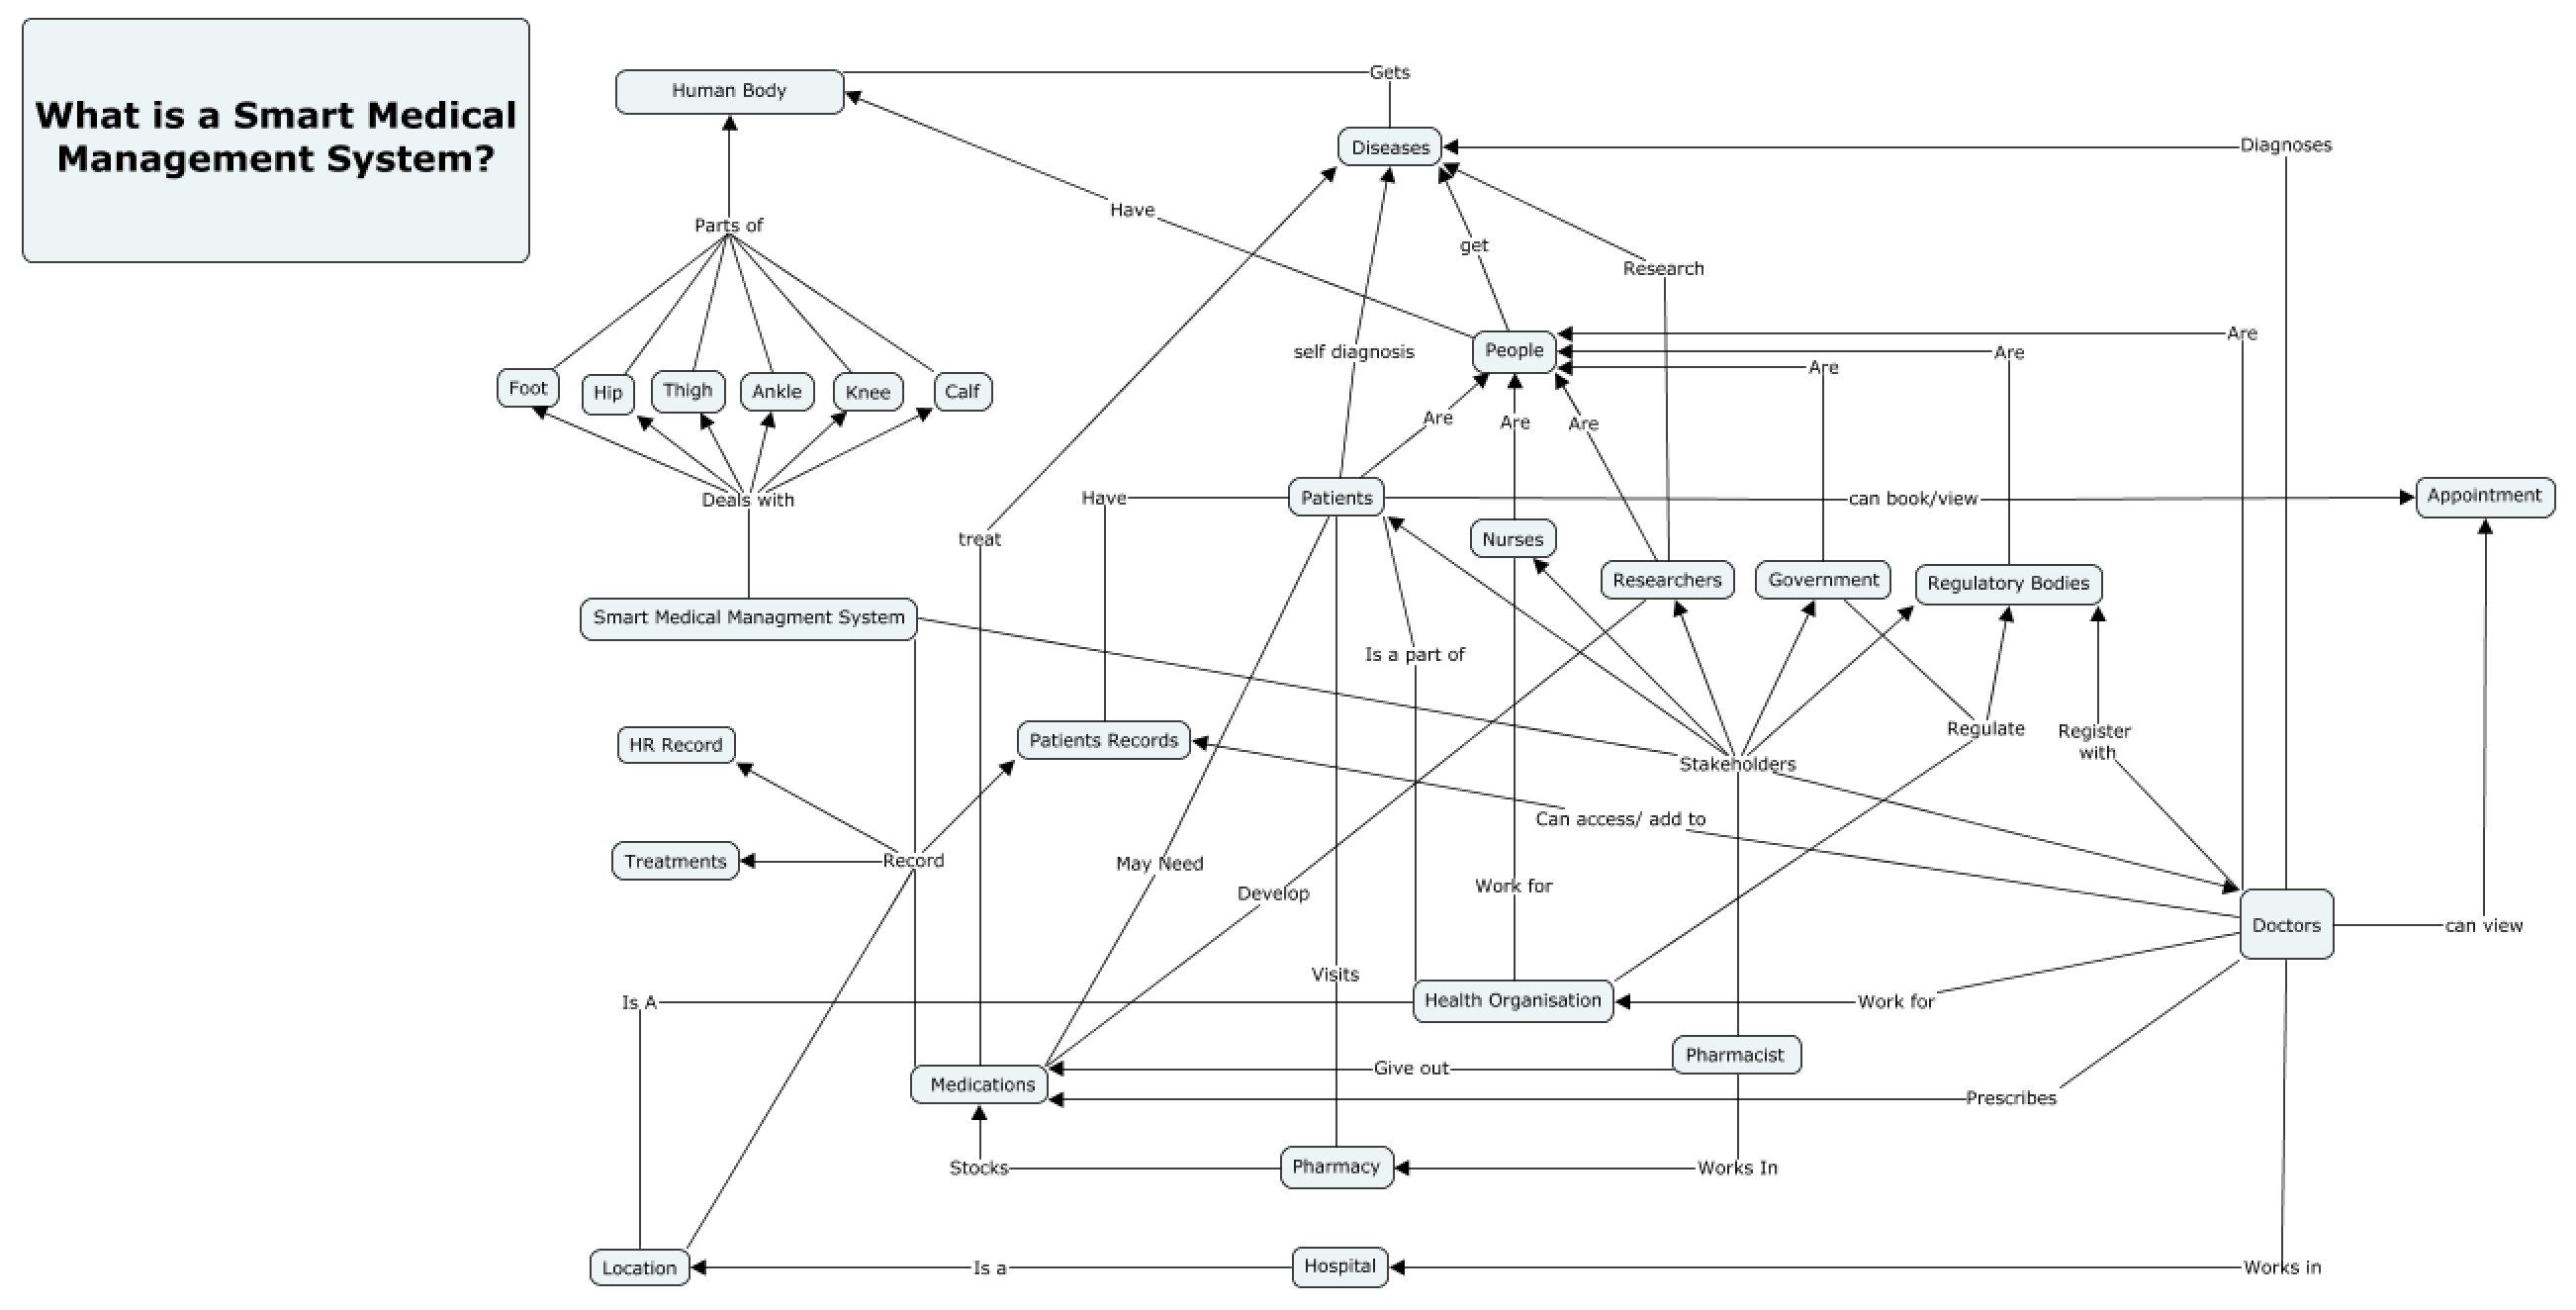 What is a Smart Medical
Management System?
Human Body
Gets
Diseases
Diagnoses
Have
Parts of
get
Research
self diagnosis
People
Are
Are
Are
Foot
Hip
Thigh
Ankle
Knee
Calf
Are
Are
Are
Deals with
Have
Patients
can book/view
Appointment
treat
Nurses
Researchers
Government
Regulatory Bodies
Smart Medical Managment System
Is a part of
HR Record
Patients Records
Regulate
Register
with
Stakeholders
Can access/ add to
Treatments
Record
May Need
Develop
Work for
Doctors
can view
Visits
Is A
Health Organisation
Work for
Pharmacist
Give out
Medications
Prescribes
Stocks
Pharmacy
Works In
Location
Is a
Hospital
Works in